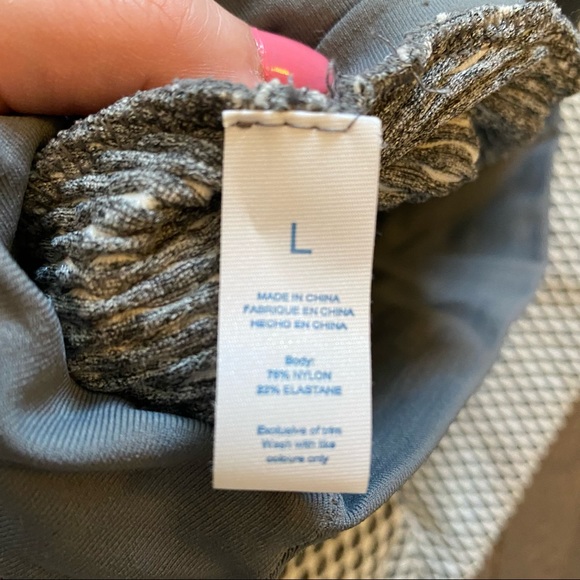 L
MADE IN CHINA
FABRIQUE EN CHINA
HECHO EN CHINA
Body:
78% NYLON
22% ELASTANE
Exclusive of trim
Wash with like
colours only